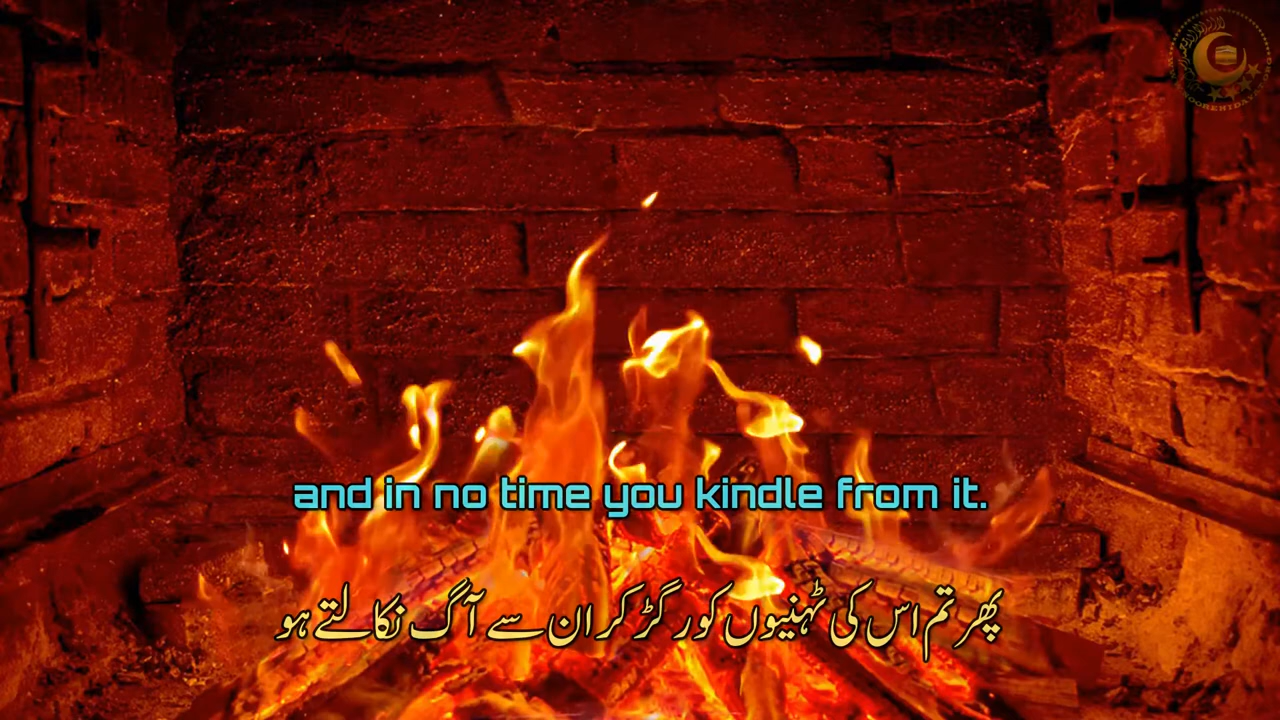 and in no time you kindle from it.
پھر تم اس کی ٹہنیوں کو رگڑ کر ان سے آگ نکالتے ہو